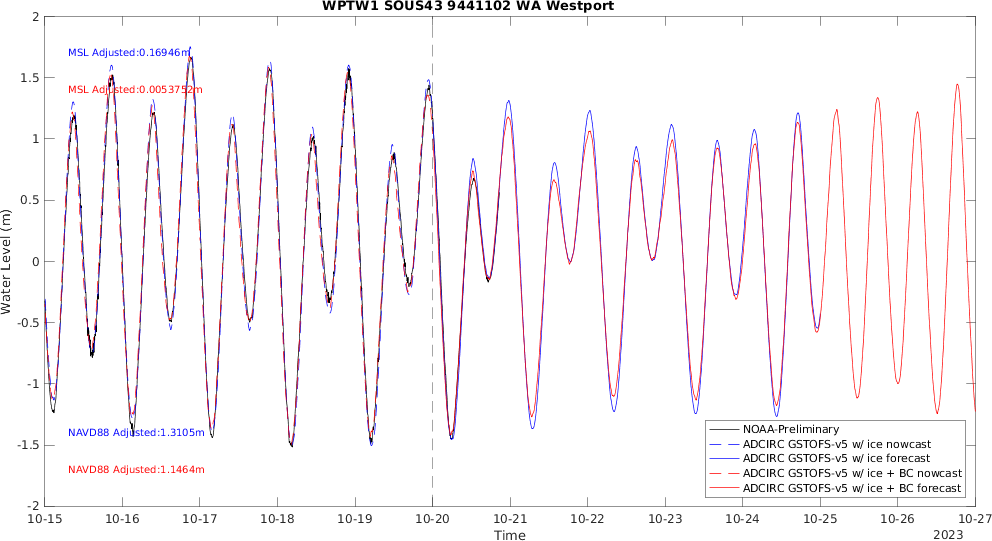 WPTW1 SOUS43 9441102 WA Westport
2
1.5
1
0.5
0
-0.5
-1
-1.5
-2
Water Level (m)
MSL Adjusted:0.16946m
MSL Adjusted:0.0053752m
NAVD88 Adjusted:1.3105m
NAVD88 Adjusted:1.1464m
NOAA-Preliminary
ADCIRC GSTOFS-v5 w/ ice nowcast
ADCIRC GSTOFS-v5 w/ ice forecast
ADCIRC GSTOFS-v5 w/ ice + BC nowcast
ADCIRC GSTOFS-v5 w/ ice + BC forecast
10-15 10-16 10-17 10-18 10-19 10-20 10-21 10-22 10-23 10-24 10-25 10-26 10-27
Time
2023